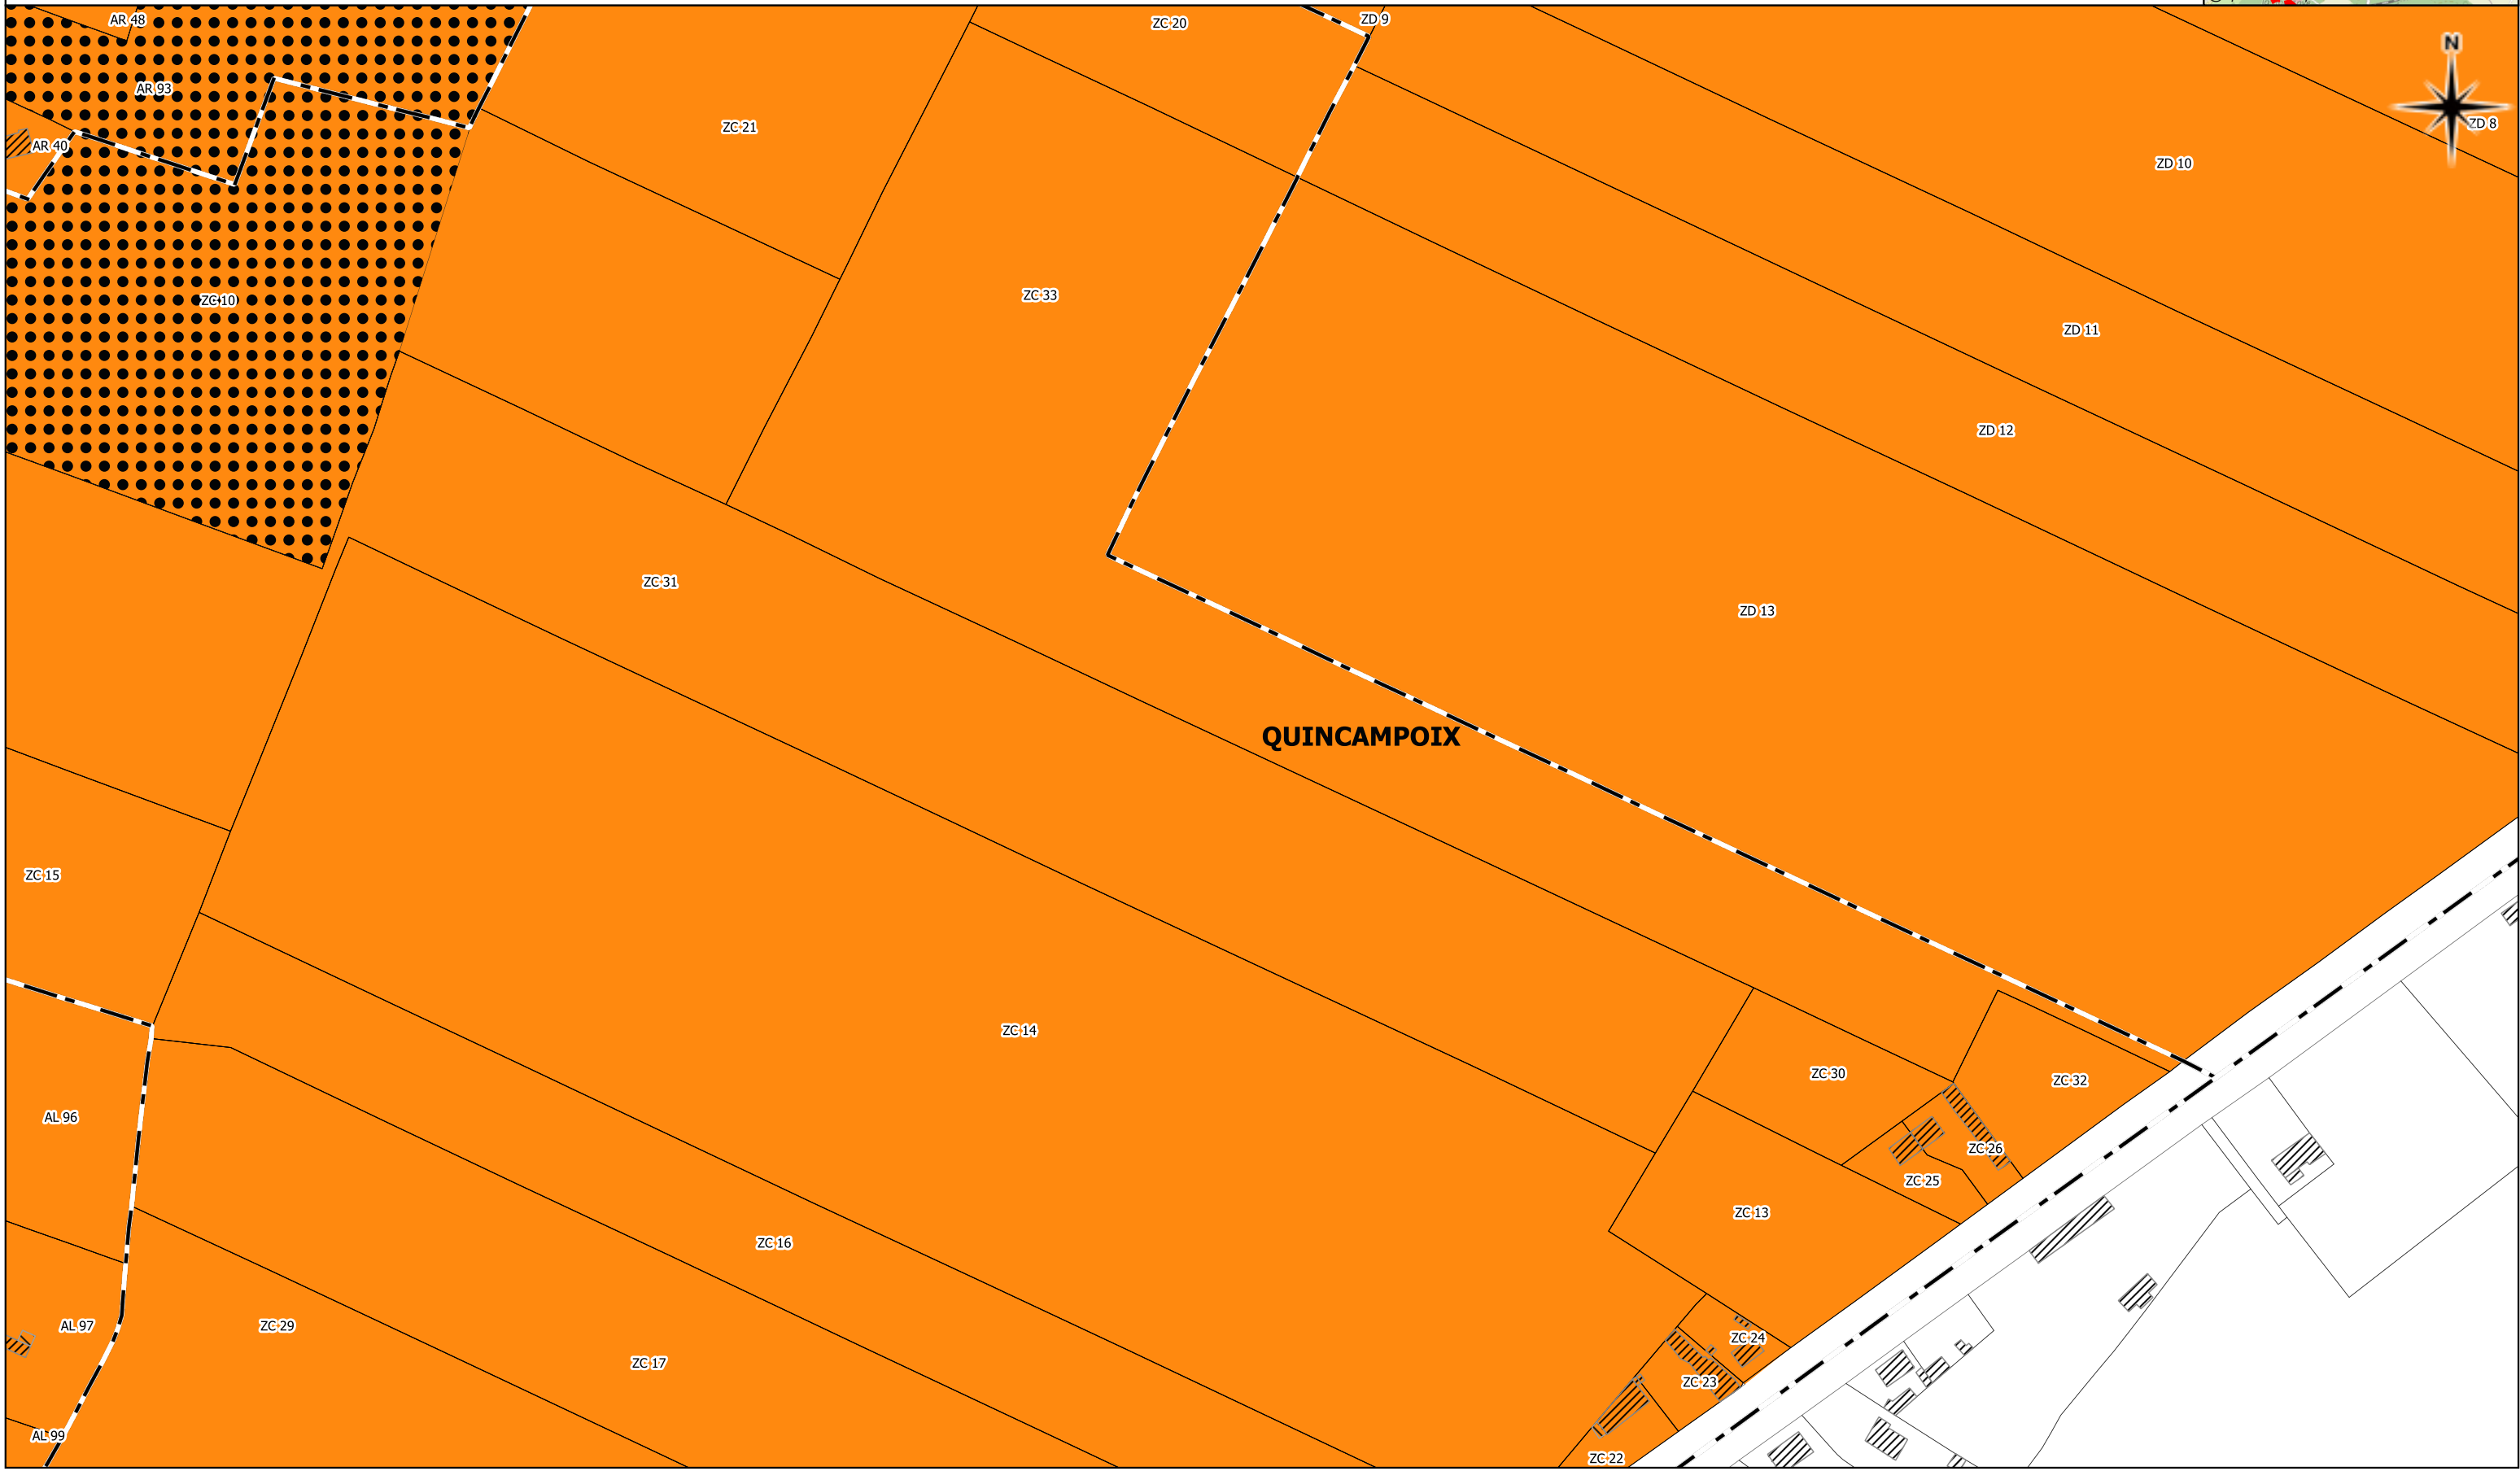 AR 48
ZC 20
ZD 9
N
AR 93
ZC 21
ZD 8
AR 40
ZD 10
ZC 10
ZC 33
ZD 11
ZD 12
ZC 31
ZD 13
QUINCAMPOIX
ZC 15
ZC 14
ZC 30
ZC 32
AL 96
ZC 26
ZC 25
ZC 13
ZC 16
AL 97
ZC 29
ZC 24
ZC 17
ZC 23
AL 99
ZC 22